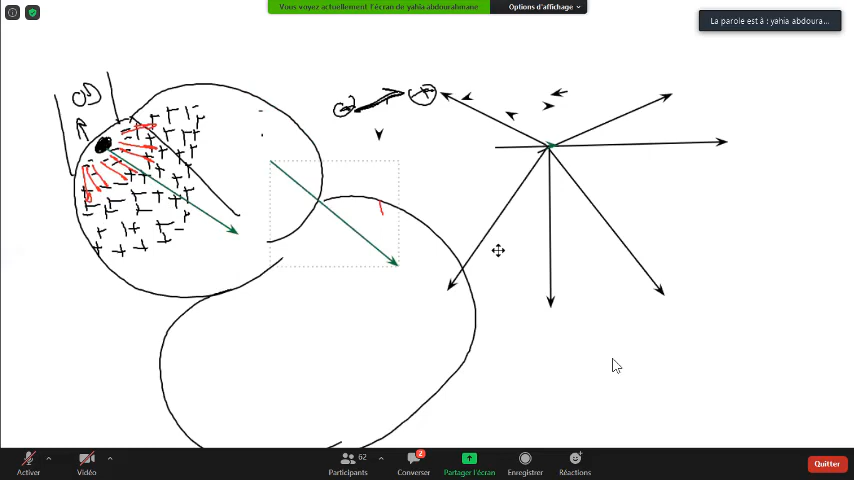 Vous voyez actuellement l'écran de yahia abdourahmane
Options d'affichage
La parole est à : yahia abdoura...
OD
Activer
Vidéo
62
Participants
2
Converser
Partager l'écran
Enregistrer
Réactions
Quitter